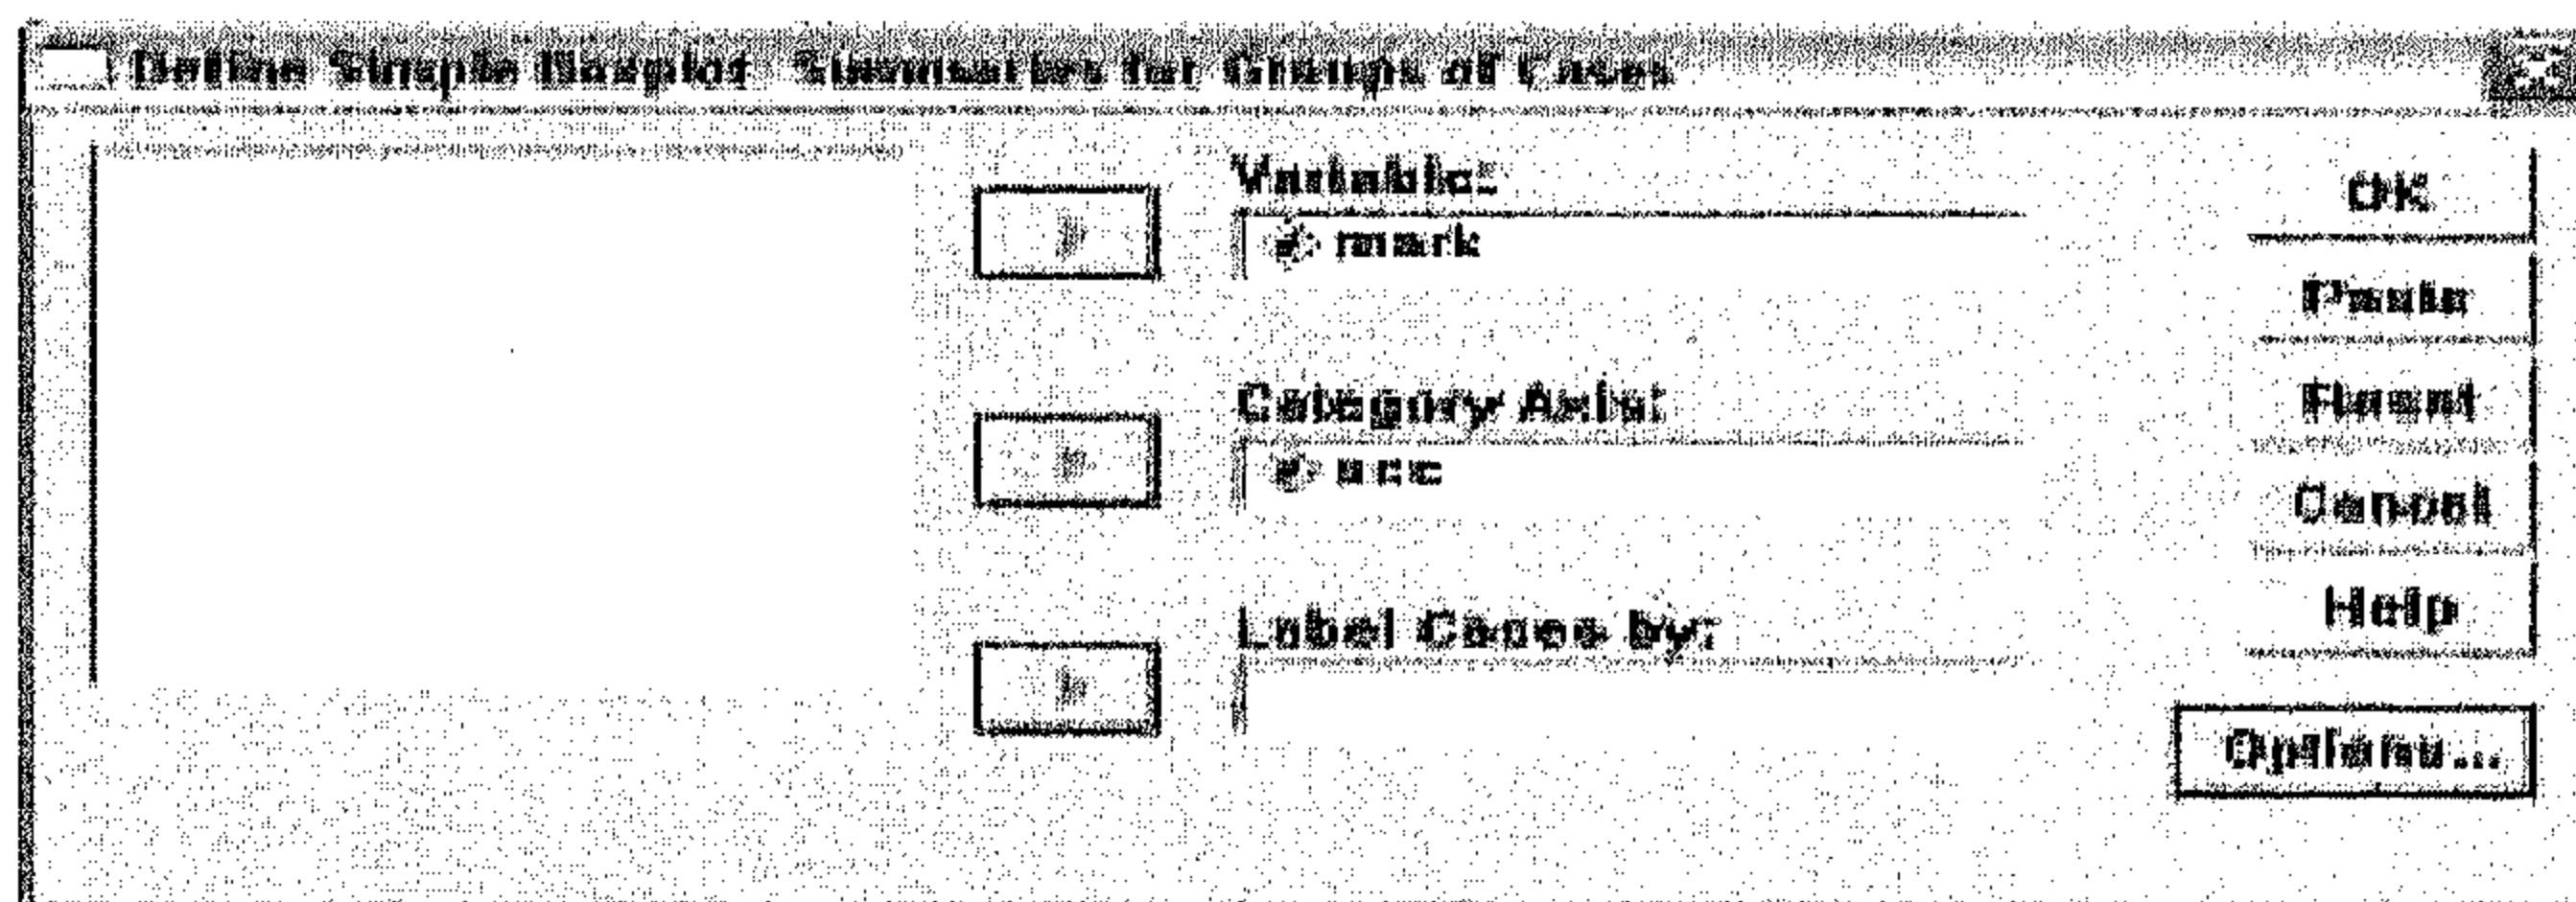 Define Simple Boxplot: Summaries for Groups of Cases
Variable:
mark
OK
Paste
Reset
Category Axis:
Cancel
Label Cases by:
Help
Options...